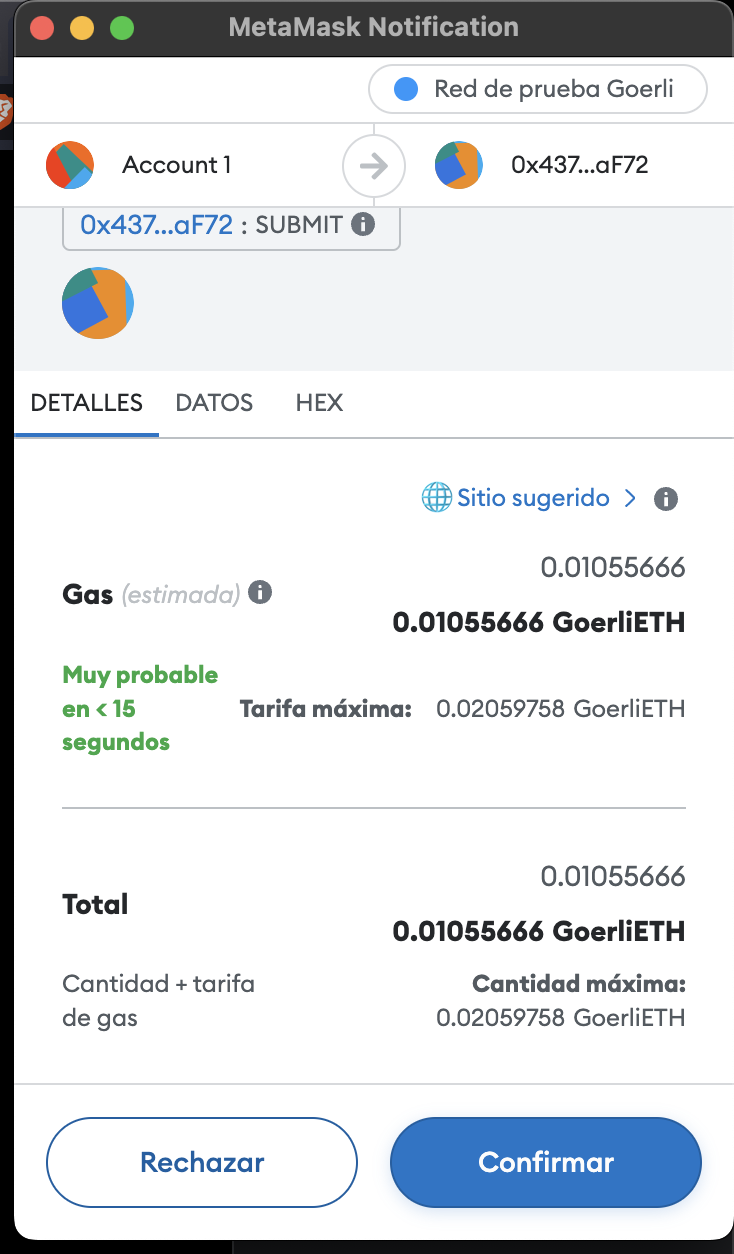 MetaMask Notification
Red de prueba Goerli
Account 1
0x437...aF72
0x437...aF72 : SUBMIT
DETALLES DATOS HEX
Sitio sugerido >
0.01055666
Gas (estimada)
0.01055666 GoerliETH
Muy probable
en < 15
segundos
Tarifa máxima: 0.02059758 GoerliETH
0.01055666
Total
0.01055666 GoerliETH
Cantidad + tarifa
de gas
Cantidad máxima:
0.02059758 GoerliETH
Rechazar
Confirmar